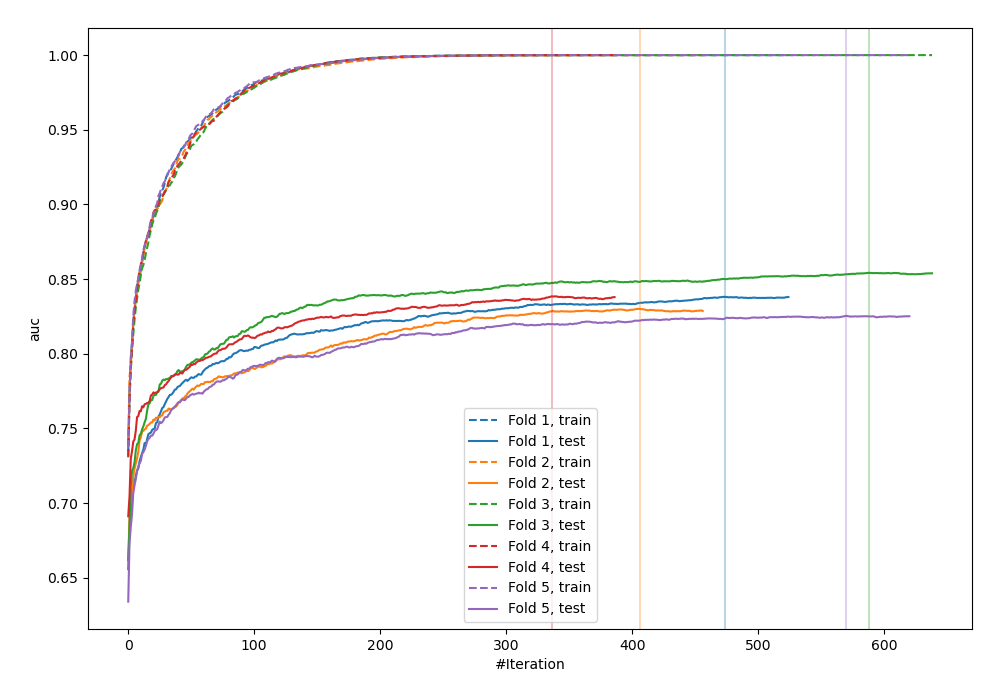 1.00
0.95
0.90
0.85
0.80
0.75
0.70
0.65
auc
Fold 1, train
Fold 1, test
Fold 2, train
Fold 2, test
Fold 3, train
Fold 3, test
Fold 4, train
Fold 4, test
Fold 5, train
Fold 5, test
0 100 200 300 400 500 600
#Iteration